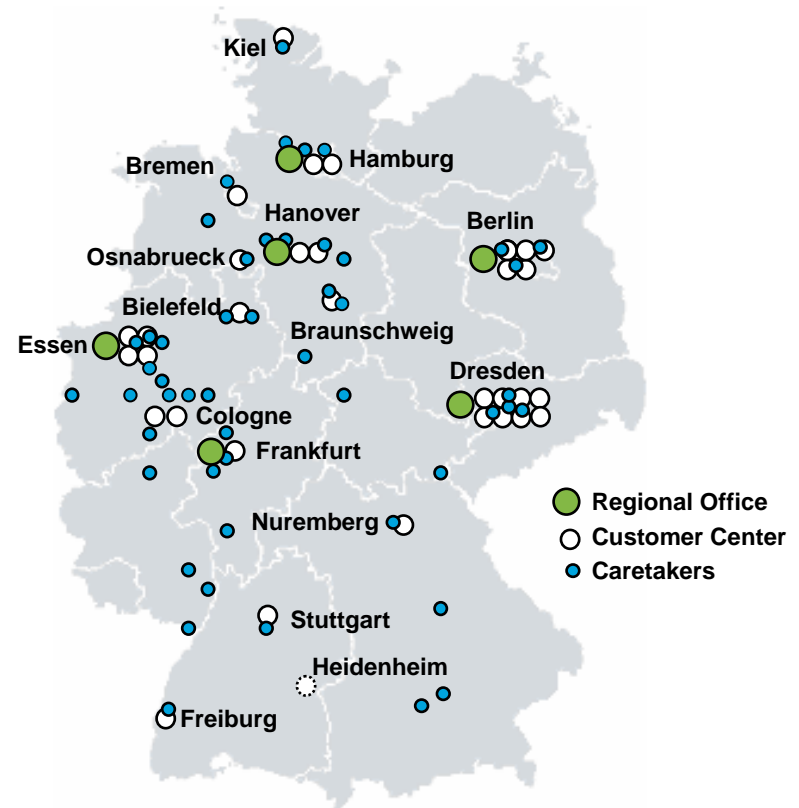 Kiel
Hamburg
Bremen
Hanover
Berlin
Osnabrueck
Bielefeld
Braunschweig
Essen
Dresden
Cologne
Frankfurt
Regional Office
Nuremberg
Customer Center
Caretakers
Stuttgart
Heidenheim
Freiburg